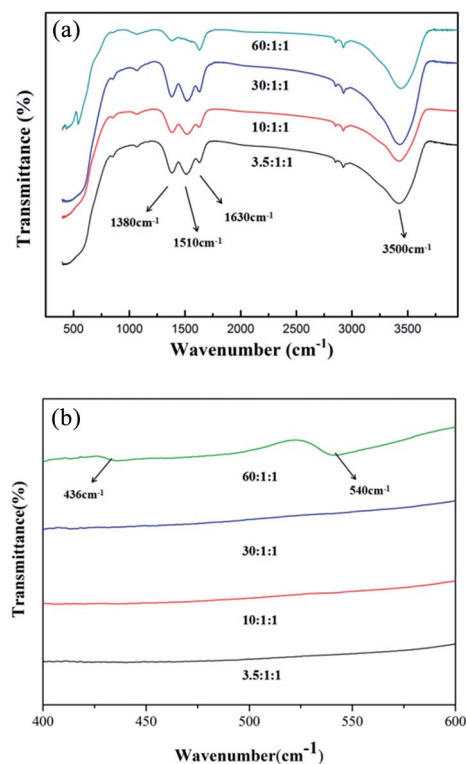 (a)
60:1:1
30:1:1
10:1:1
3.5:1:1
1380cm-1
1510cm-1
1630cm-1
3500cm-1
Transmittance (%)
500 1000 1500 2000 2500 3000 3500
Wavenumber (cm-1)
(b)
436cm-1
540cm-1
60:1:1
30:1:1
10:1:1
3.5:1:1
Transmittance(%)
400 450 500 550 600
Wavenumber(cm-1)